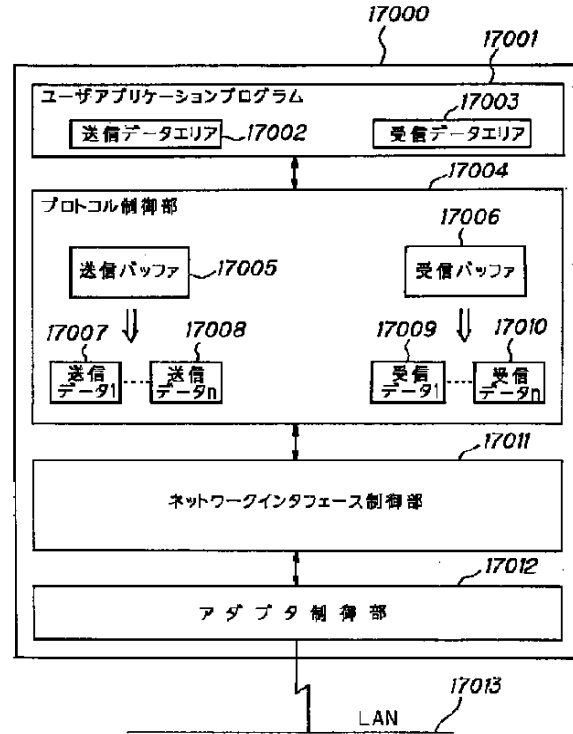 17000
17001
ユーザアプリケーションプログラム
17003
送信データエリア
17002
受信データエリア
17004
プロトコル制御部
17006
送信バッファ
17005
受信バッファ
17007
17008
17009
17010
送信
データ1
送信
データn
受信
データ1
受信
データn
17011
ネットワークインタフェース制御部
17012
アダプタ制御部
LAN
17013